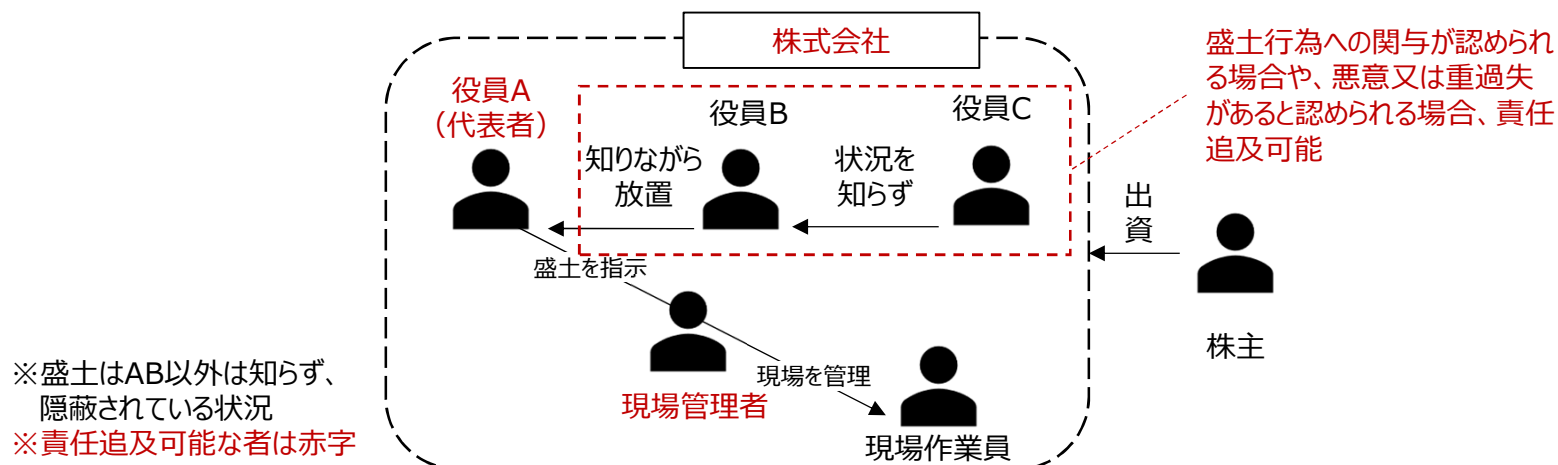 株式会社
役員A
（代表者）
役員B
役員C
知りながら
放置
状況を
知らず
盛土行為への関与が認められ
る場合や、悪意又は重過失
があると認められる場合、責任
追及可能
出
資
株主
盛土を指示
現場を管理
現場管理者
現場作業員
※盛土はAB以外は知らず、
隠蔽されている状況
※責任追及可能な者は赤字